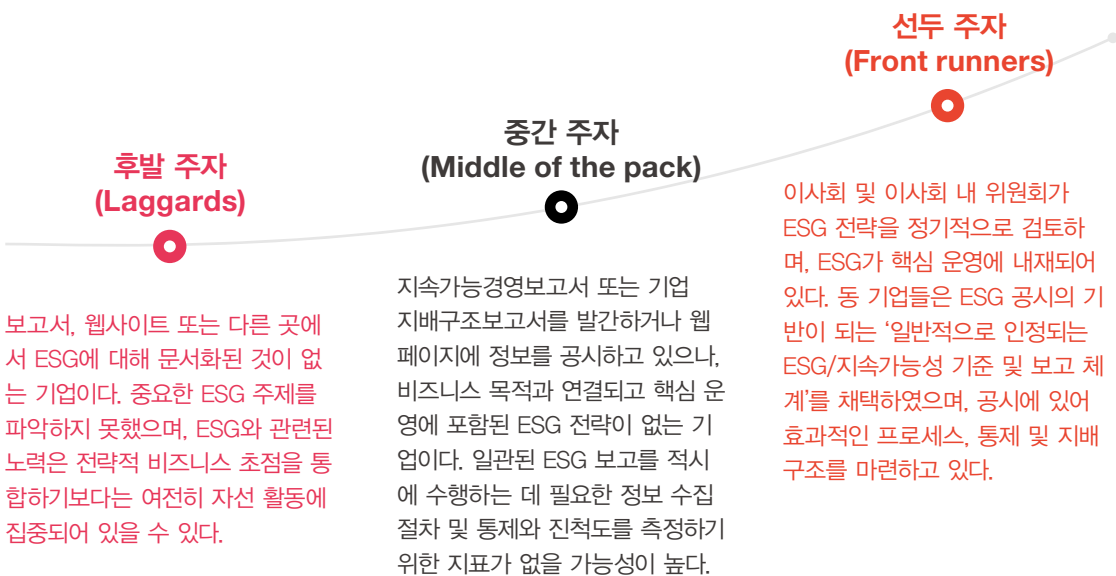 후발 주자
(Laggards)
보고서, 웹사이트 또는 다른 곳에
서 ESG에 대해 문서화된 것이 없
는 기업이다. 중요한 ESG 주제를
파악하지 못했으며, ESG와 관련된
노력은 전략적 비즈니스 초점을 통
합하기보다는 여전히 자선 활동에
집중되어 있을 수 있다.
중간 주자
(Middle of the pack)
지속가능경영보고서 또는 기업
지배구조보고서를 발간하거나 웹
페이지에 정보를 공시하고 있으나,
비즈니스 목적과 연결되고 핵심 운
영에 포함된 ESG 전략이 없는 기
업이다. 일관된 ESG 보고를 적시
에 수행하는 데 필요한 정보 수집
절차 및 통제와 진척도를 측정하기
위한 지표가 없을 가능성이 높다.
선두 주자
(Front runners)
이사회 및 이사회 내 위원회가
ESG 전략을 정기적으로 검토하
며, ESG가 핵심 운영에 내재되어
있다. 동 기업들은 ESG 공시의 기
반이 되는 ‘일반적으로 인정되는
ESG/지속가능성 기준 및 보고 체
계’를 채택하였으며, 공시에 있어
효과적인 프로세스, 통제 및 지배
구조를 마련하고 있다.